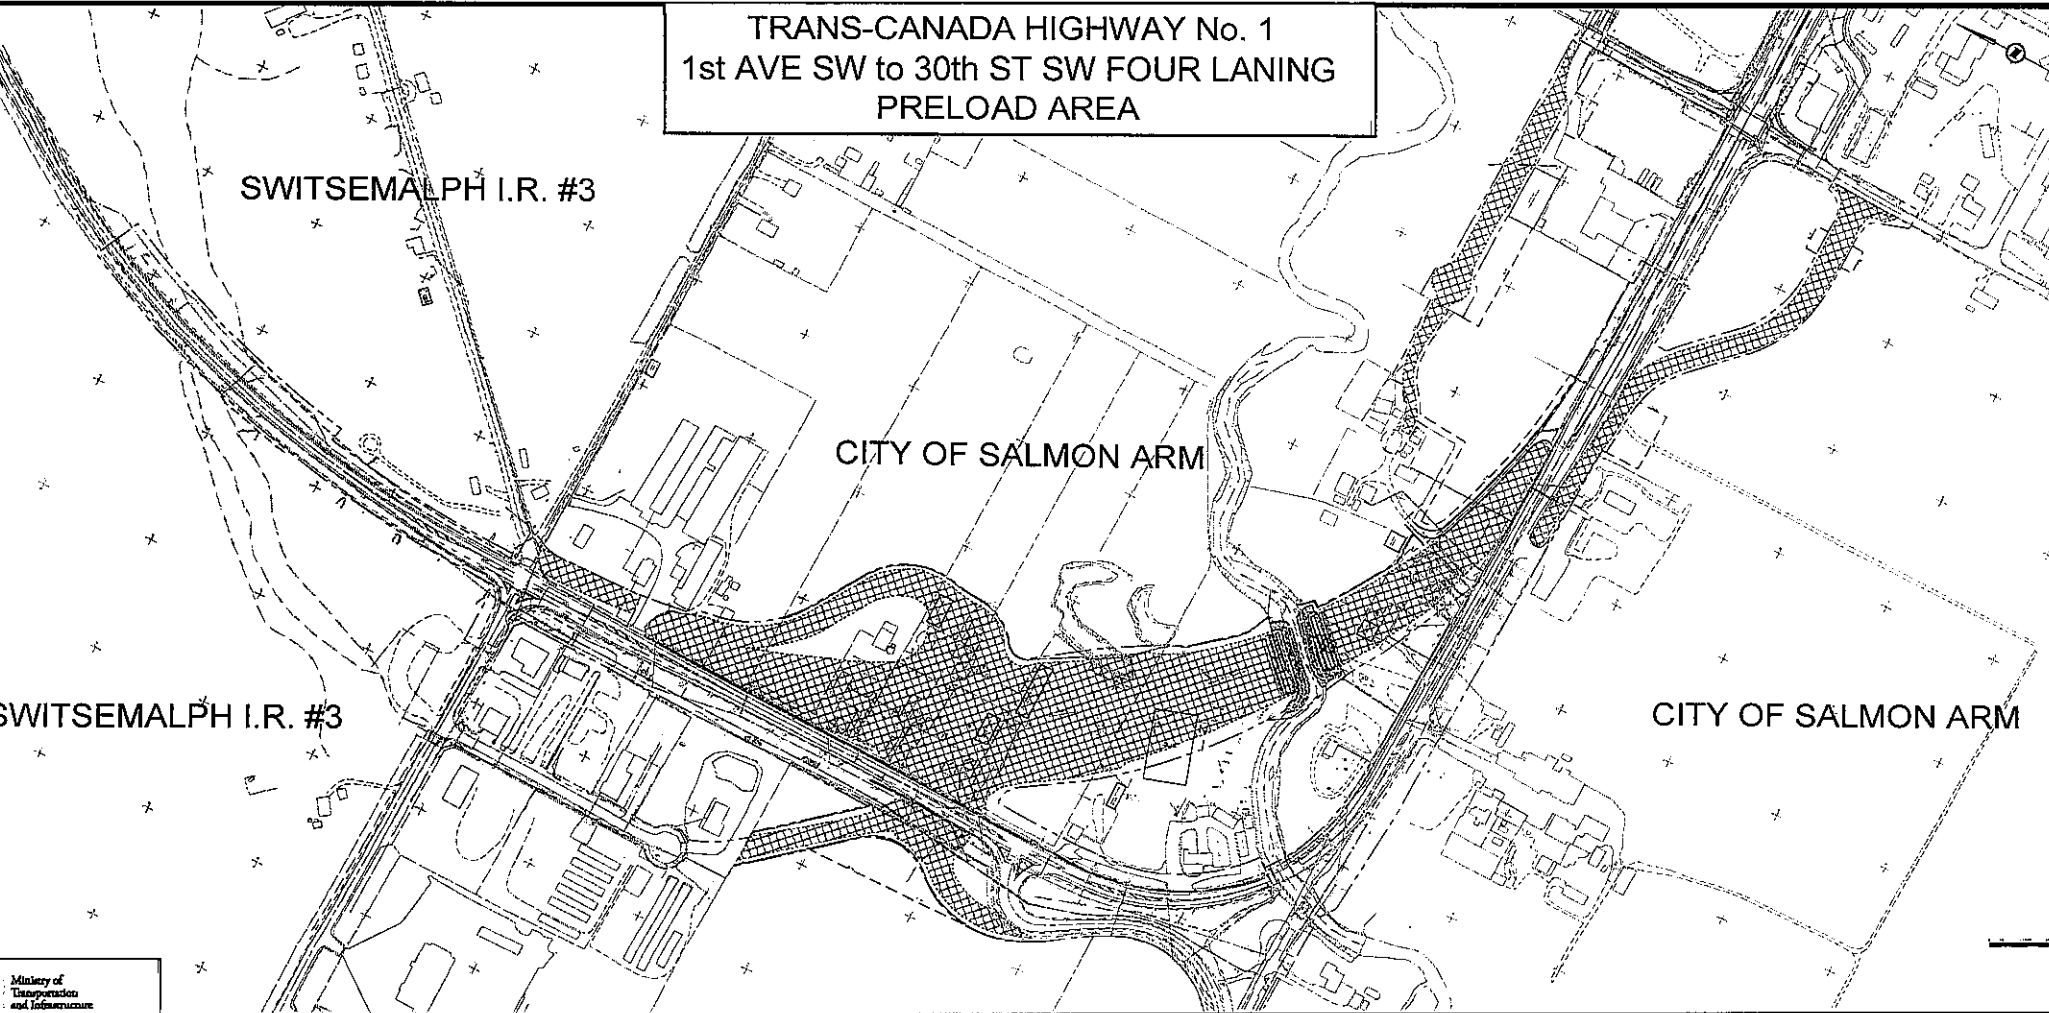 TRANS-CANADA HIGHWAY No. 1
1st AVE SW to 30th ST SW FOUR LANING
PRELOAD AREA
SWITSEMALPH I.R. #3
CITY OF SALMON ARM
SWITSEMALPH I.R. #3
CITY OF SALMON ARM
Ministry of
Transportation
and Infrastructure